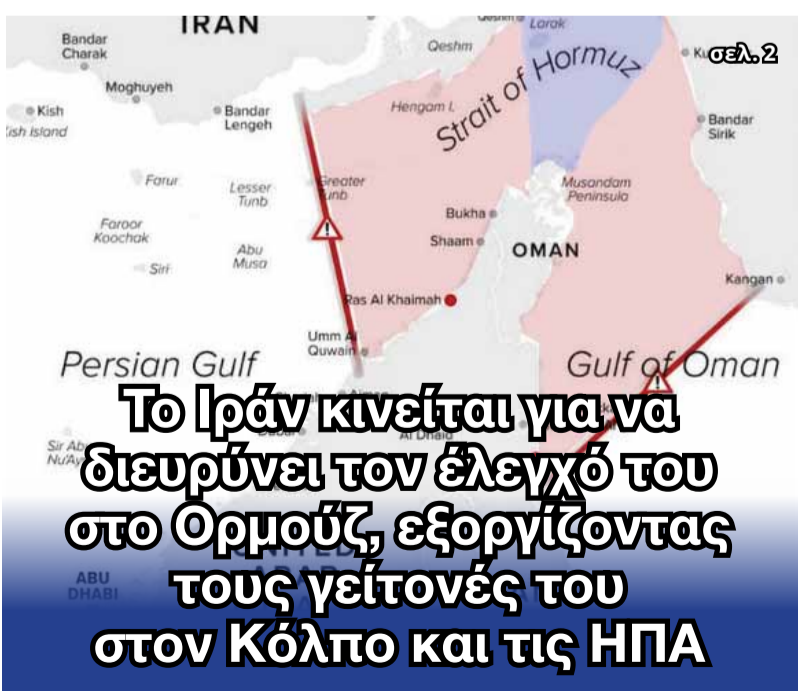 IRAN
Qeshm
Larak
Bandar
Charak
Qeshm
σελ. 2
Moghuyeh
Kish
Bandar
Lengeh
Hengam I.
Strait of Hormuz
Bandar
Sirik
Farur
Lesser
Tunb
Greater
Musandam
Peninsula
Faroor
Koochak
Bukha
Shaam
OMAN
Abu
Musa
Siri
Kangan
Ras Al Khaimah
Umm Al
Quwain
Persian Gulf
Gulf of Oman
Το Ιράν κινείται για να
διευρύνει τον έλεγχό του
στο Ορμούζ, εξοργίζοντας
τους γείτονές του
στον Κόλπο και τις ΗΠΑ
Al Dhaid
ABU
DHABI